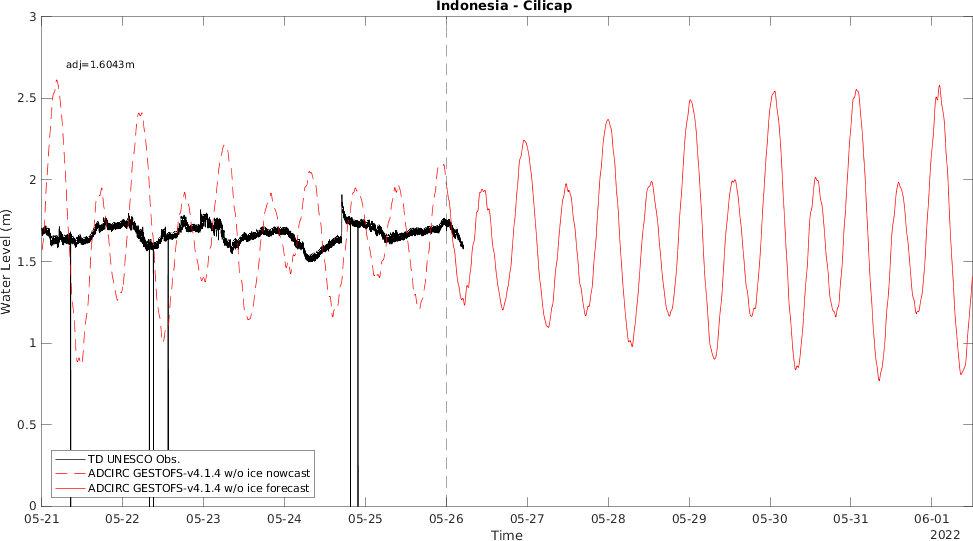 Indonesia - Cilicap
adj=1.6043m
Water Level (m)
3
2.5
2
1.5
1
0.5
0
TD UNESCO Obs.
ADCIRC GESTOFS-v4.1.4 w/o ice nowcast
ADCIRC GESTOFS-v4.1.4 w/o ice forecast
05-21 05-22 05-23 05-24 05-25 05-26 05-27 05-28 05-29 05-30 05-31 06-01
2022
Time